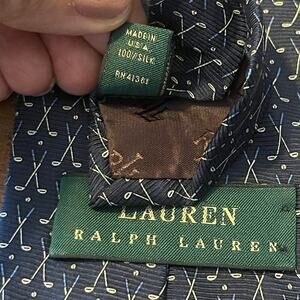 MADE IN
U.S.A.
100% SILK
RN41381
LAUREN
RALPH LAUREN